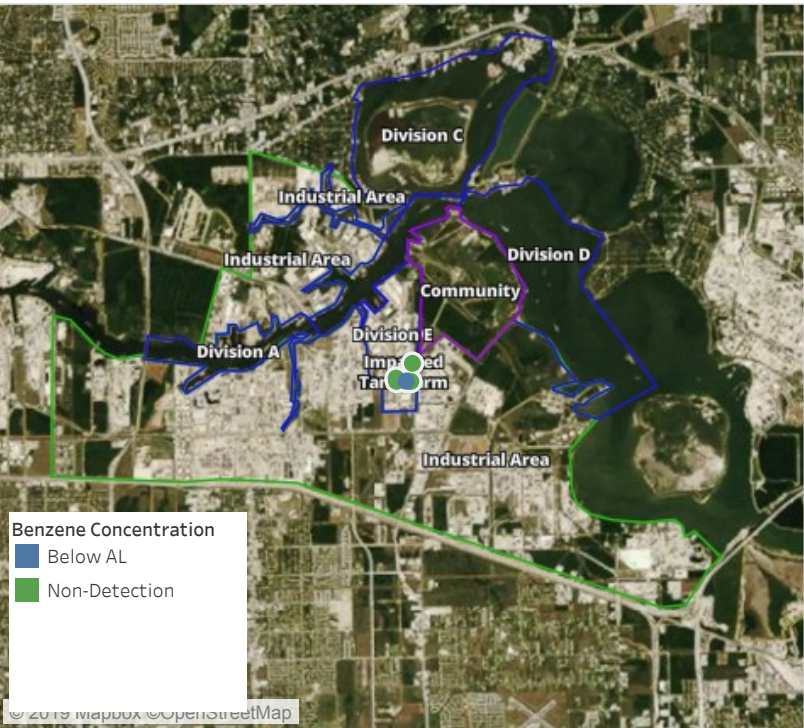 Division C
Industrial Area
Division D
Industrial Area
Community
Division E
Division A
Industrial Area
Benzene Concentration
Below AL
Non-Detection
© 2019 Mapbox ©OpenStreetMap